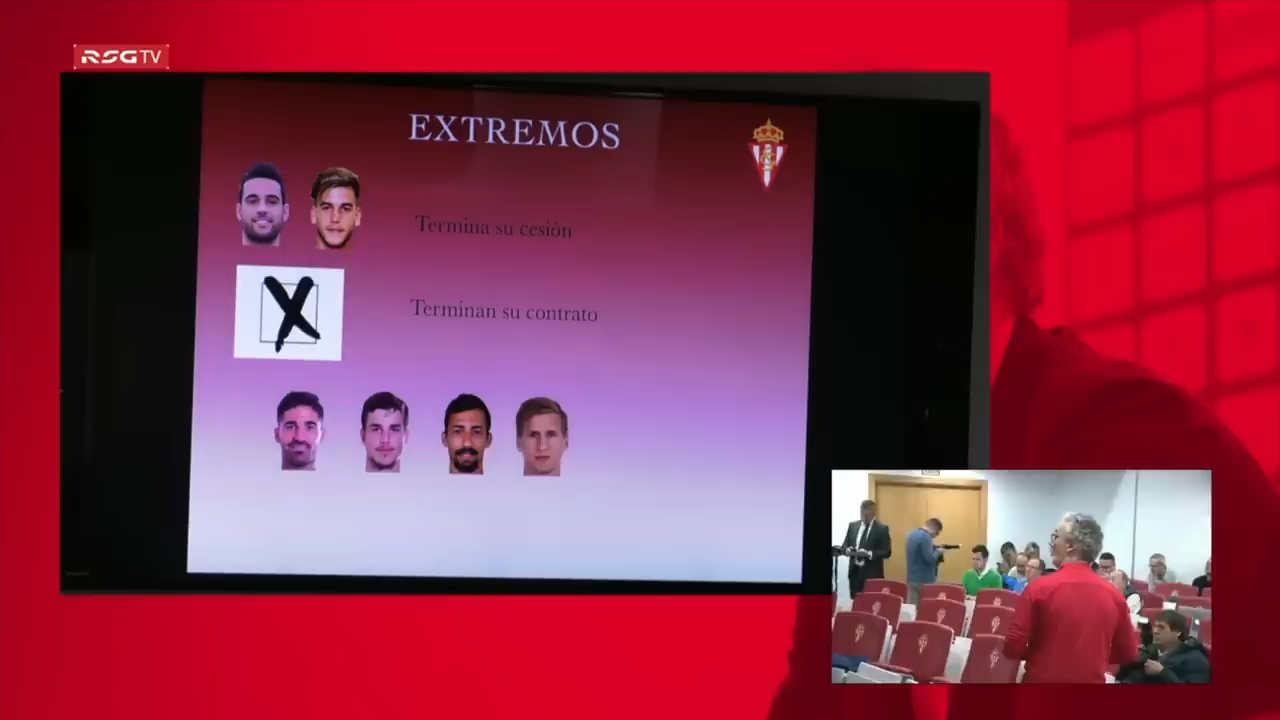 RSGTV
EXTREMOS
Termina su cesión
Terminan su contrato
X